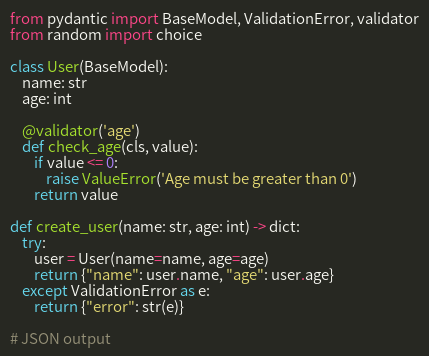 from pydantic import BaseModel, ValidationError, validator
from random import choice

class User(BaseModel):
    name: str
    age: int

    @validator('age')
    def check_age(cls, value):
        if value <= 0:
            raise ValueError('Age must be greater than 0')
        return value

def create_user(name: str, age: int) -> dict:
    try:
        user = User(name=name, age=age)
        return {"name": user.name, "age": user.age}
    except ValidationError as e:
        return {"error": str(e)}

# JSON output